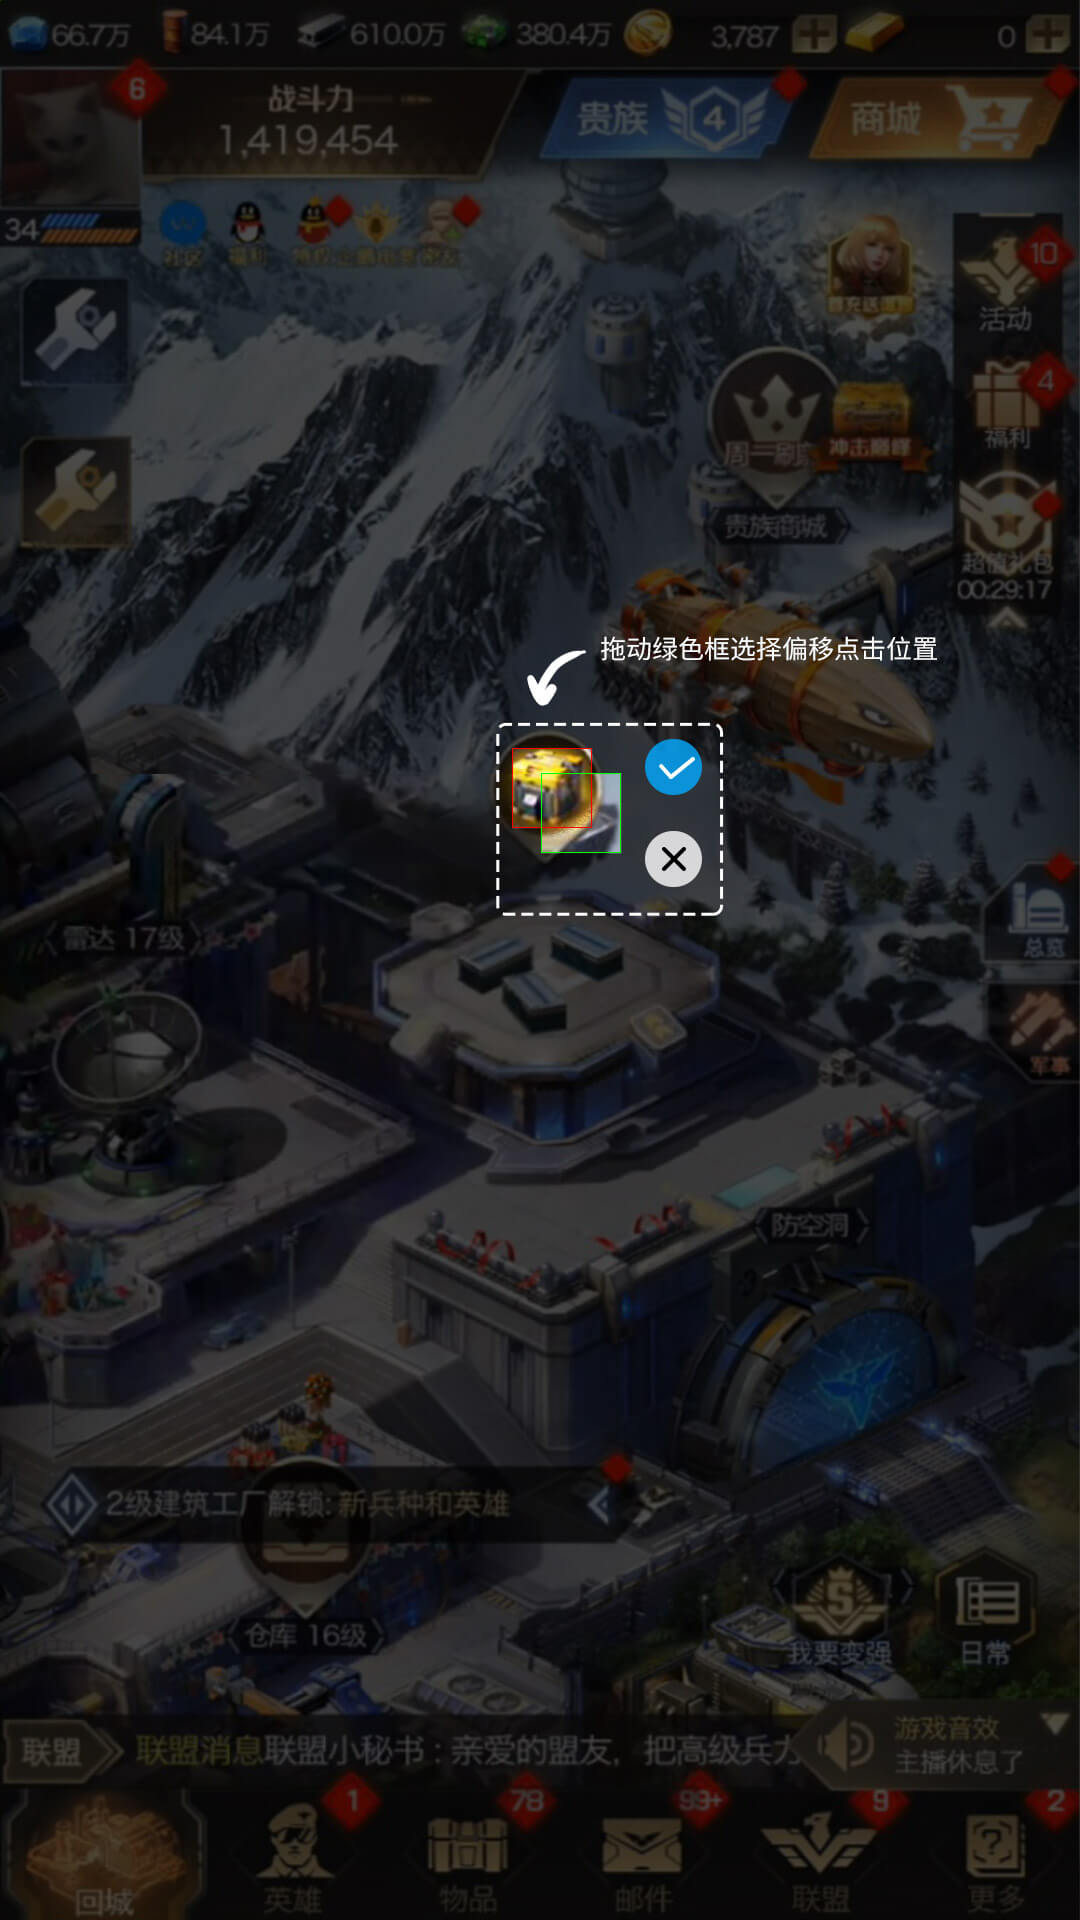 66.7万 84.1万 610.0万 380.4万 3,787 0
6
战斗力
1,419,454
贵族 4
商城
34
社区 福利 特权
10
活动
4
福利
周一刷
冲击巅峰
贵族商城
超值礼包
00:29:17
拖动绿色框选择偏移点击位置
雷达 17级
总览
军事
防空洞
2级建筑工厂解锁: 新兵种和英雄
仓库 16级
S
我要变强
日常
联盟
联盟消息联盟小秘书：亲爱的盟友，把高级兵力
游戏音效
主播休息了
1 78 99+ 9 2
回城 英雄 物品 邮件 联盟 更多